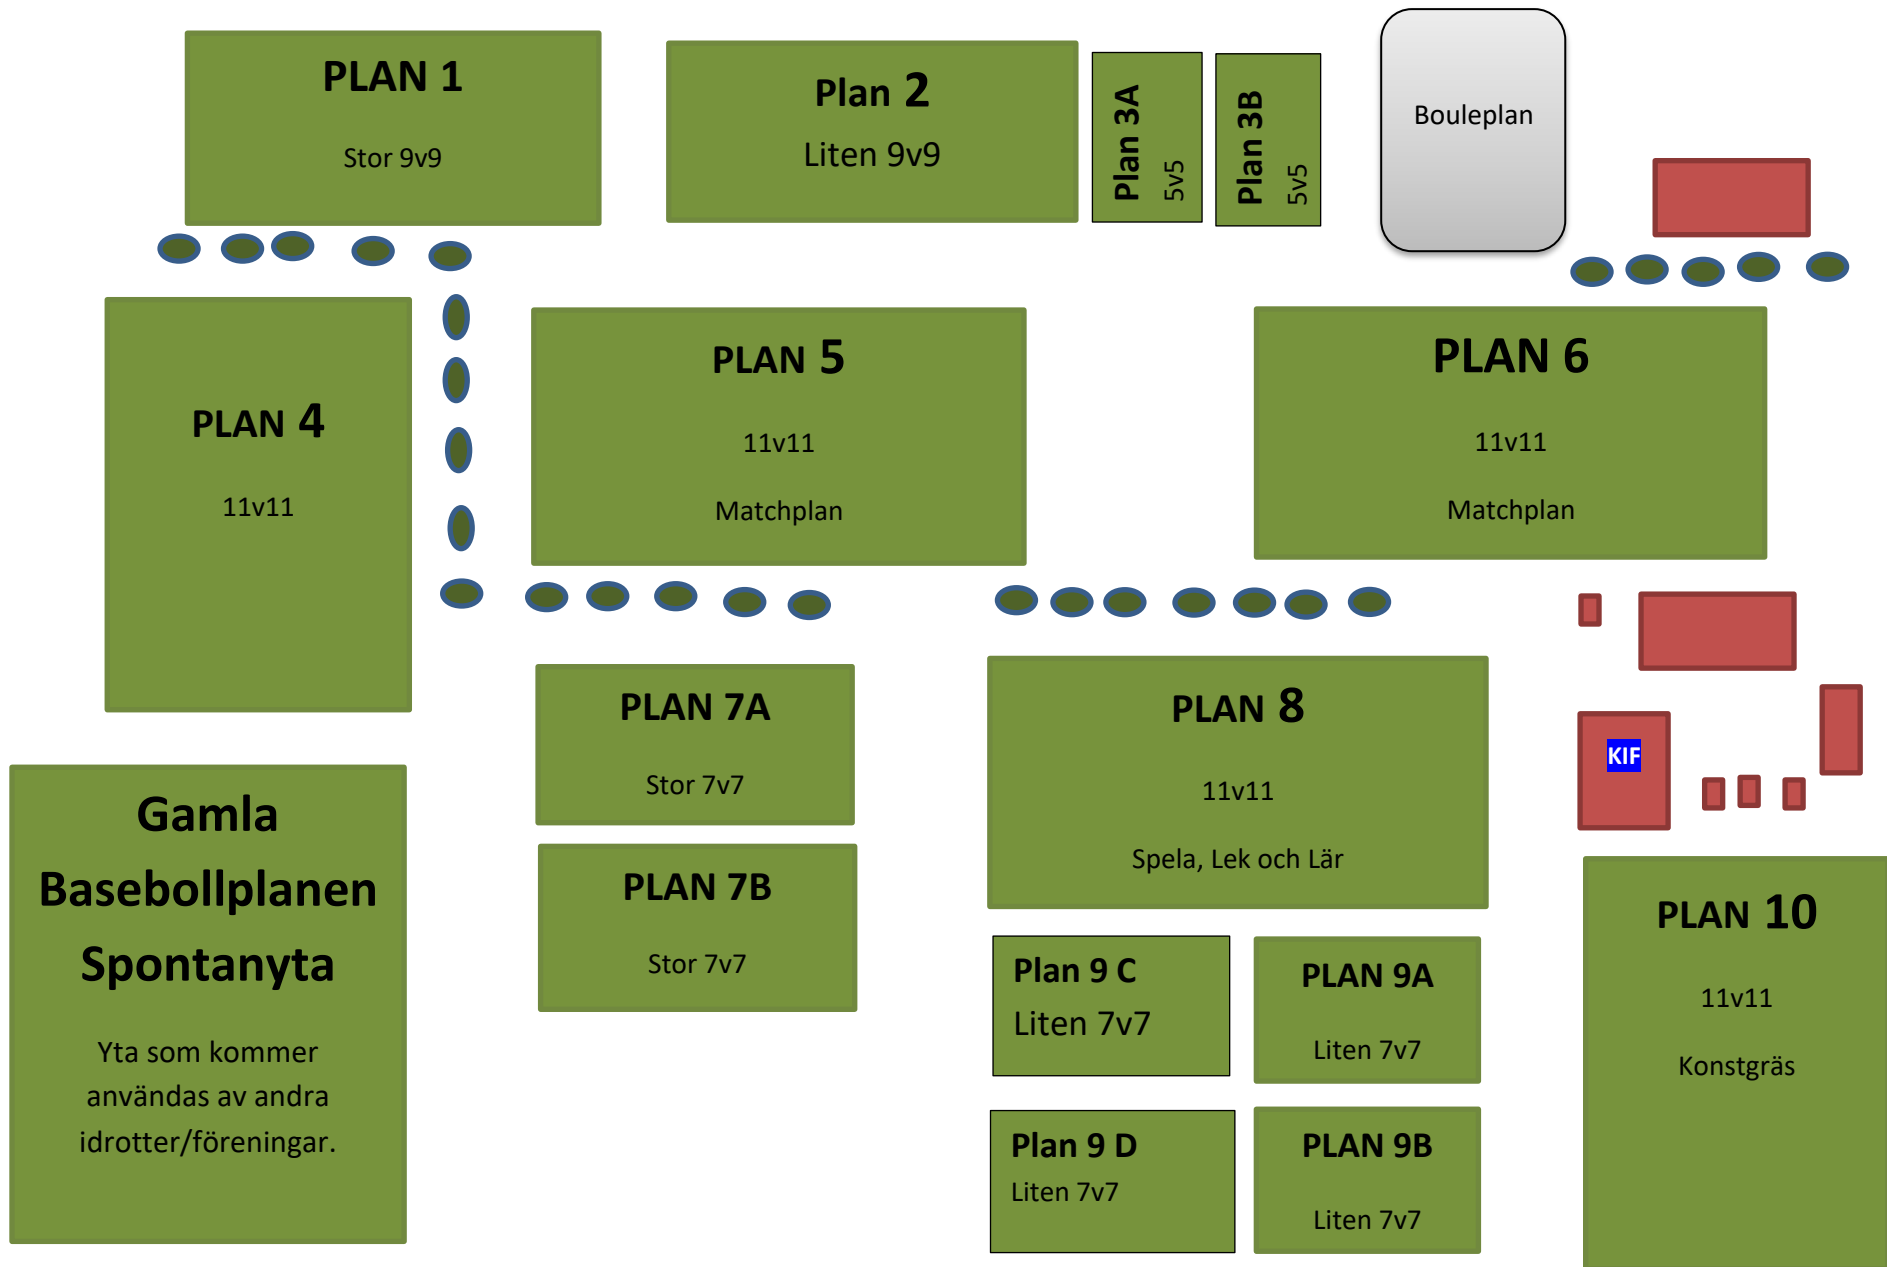 PLAN 1
Stor 9v9
Plan 2
Liten 9v9
Plan 3A
5v5
Plan 3B
5v5
Bouleplan
PLAN 4
11v11
PLAN 5
11v11
Matchplan
PLAN 6
11v11
Matchplan
PLAN 7A
Stor 7v7
PLAN 7B
Stor 7v7
PLAN 8
11v11
Spela, Lek och Lär
KIF
Gamla
Basebollplanen
Spontanyta
Yta som kommer
användas av andra
idrotter/föreningar.
Plan 9 C
Liten 7v7
PLAN 9A
Liten 7v7
Plan 9 D
Liten 7v7
PLAN 9B
Liten 7v7
PLAN 10
11v11
Konstgräs